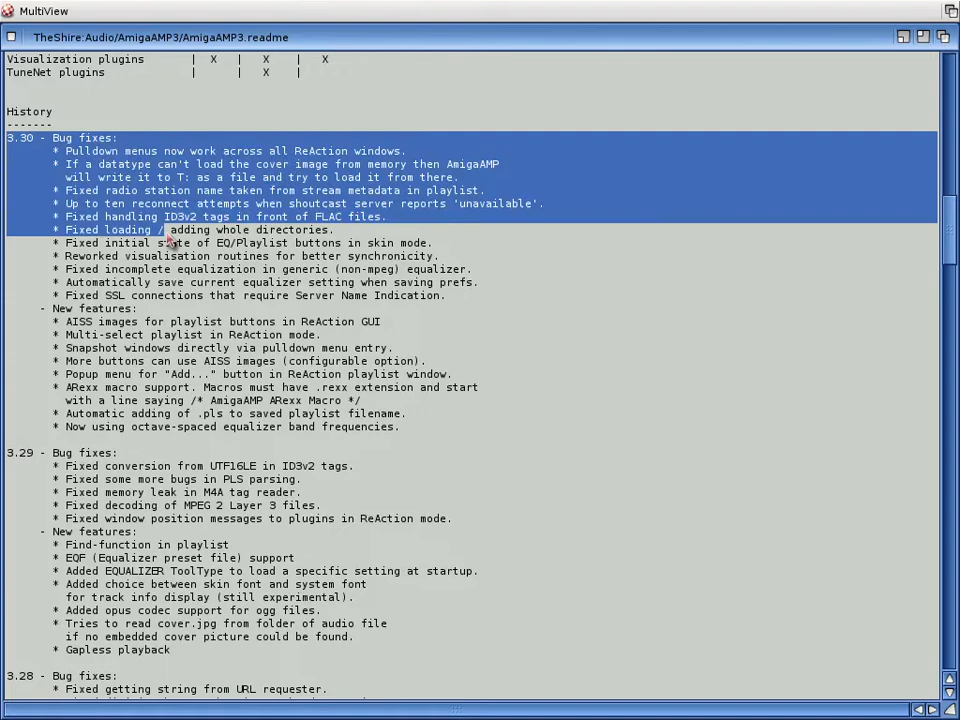 MultiView
TheShire:Audio/AmigaAMP3/AmigaAMP3.readme
Visualization plugins | X | X | X
TuneNet plugins | | X |
History
-------
3.30 - Bug fixes:
* Pulldown menus now work across all ReAction windows.
* If a datatype can't load the cover image from memory then AmigaAMP
will write it to T: as a file and try to load it from there.
* Fixed radio station name taken from stream metadata in playlist.
* Up to ten reconnect attempts when shoutcast server reports 'unavailable'.
* Fixed handling ID3v2 tags in front of FLAC files.
* Fixed loading / adding whole directories.
* Fixed initial state of EQ/Playlist buttons in skin mode.
* Reworked visualisation routines for better synchronicity.
* Fixed incomplete equalization in generic (non-mpeg) equalizer.
* Automatically save current equalizer setting when saving prefs.
* Fixed SSL connections that require Server Name Indication.
- New features:
* AISS images for playlist buttons in ReAction GUI
* Multi-select playlist in ReAction mode.
* Snapshot windows directly via pulldown menu entry.
* More buttons can use AISS images (configurable option).
* Popup menu for "Add..." button in ReAction playlist window.
* ARexx macro support. Macros must have .rexx extension and start
with a line saying /* AmigaAMP ARexx Macro */
* Automatic adding of .pls to saved playlist filename.
* Now using octave-spaced equalizer band frequencies.
3.29 - Bug fixes:
* Fixed conversion from UTF16LE in ID3v2 tags.
* Fixed some more bugs in PLS parsing.
* Fixed memory leak in M4A tag reader.
* Fixed decoding of MPEG 2 Layer 3 files.
* Fixed window position messages to plugins in ReAction mode.
- New features:
* Find-function in playlist
* EQF (Equalizer preset file) support
* Added EQUALIZER ToolType to load a specific setting at startup.
* Added choice between skin font and system font
for track info display (still experimental).
* Added opus codec support for ogg files.
* Tries to read cover.jpg from folder of audio file
if no embedded cover picture could be found.
* Gapless playback
3.28 - Bug fixes:
* Fixed getting string from URL requester.